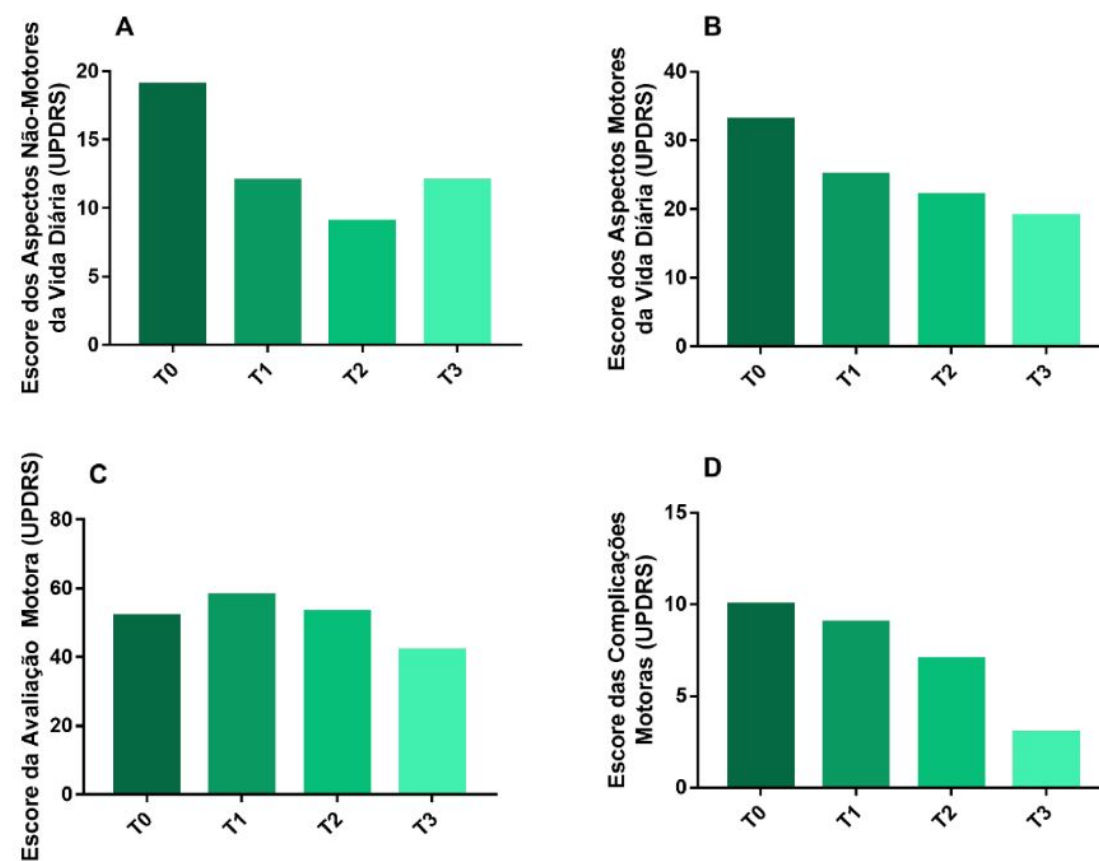 A
Escore dos Aspectos Não-Motores
da Vida Diária (UPDRS)
20
15
10
5
0
T0
T1
T2
T3
B
Escore dos Aspectos Motores
da Vida Diária (UPDRS)
40
30
20
10
0
T0
T1
T2
T3
C
Escore da Avaliação Motora (UPDRS)
80
60
40
20
0
T0
T1
T2
T3
D
Escore das Complicações
Motoras (UPDRS)
15
10
5
0
T0
T1
T2
T3